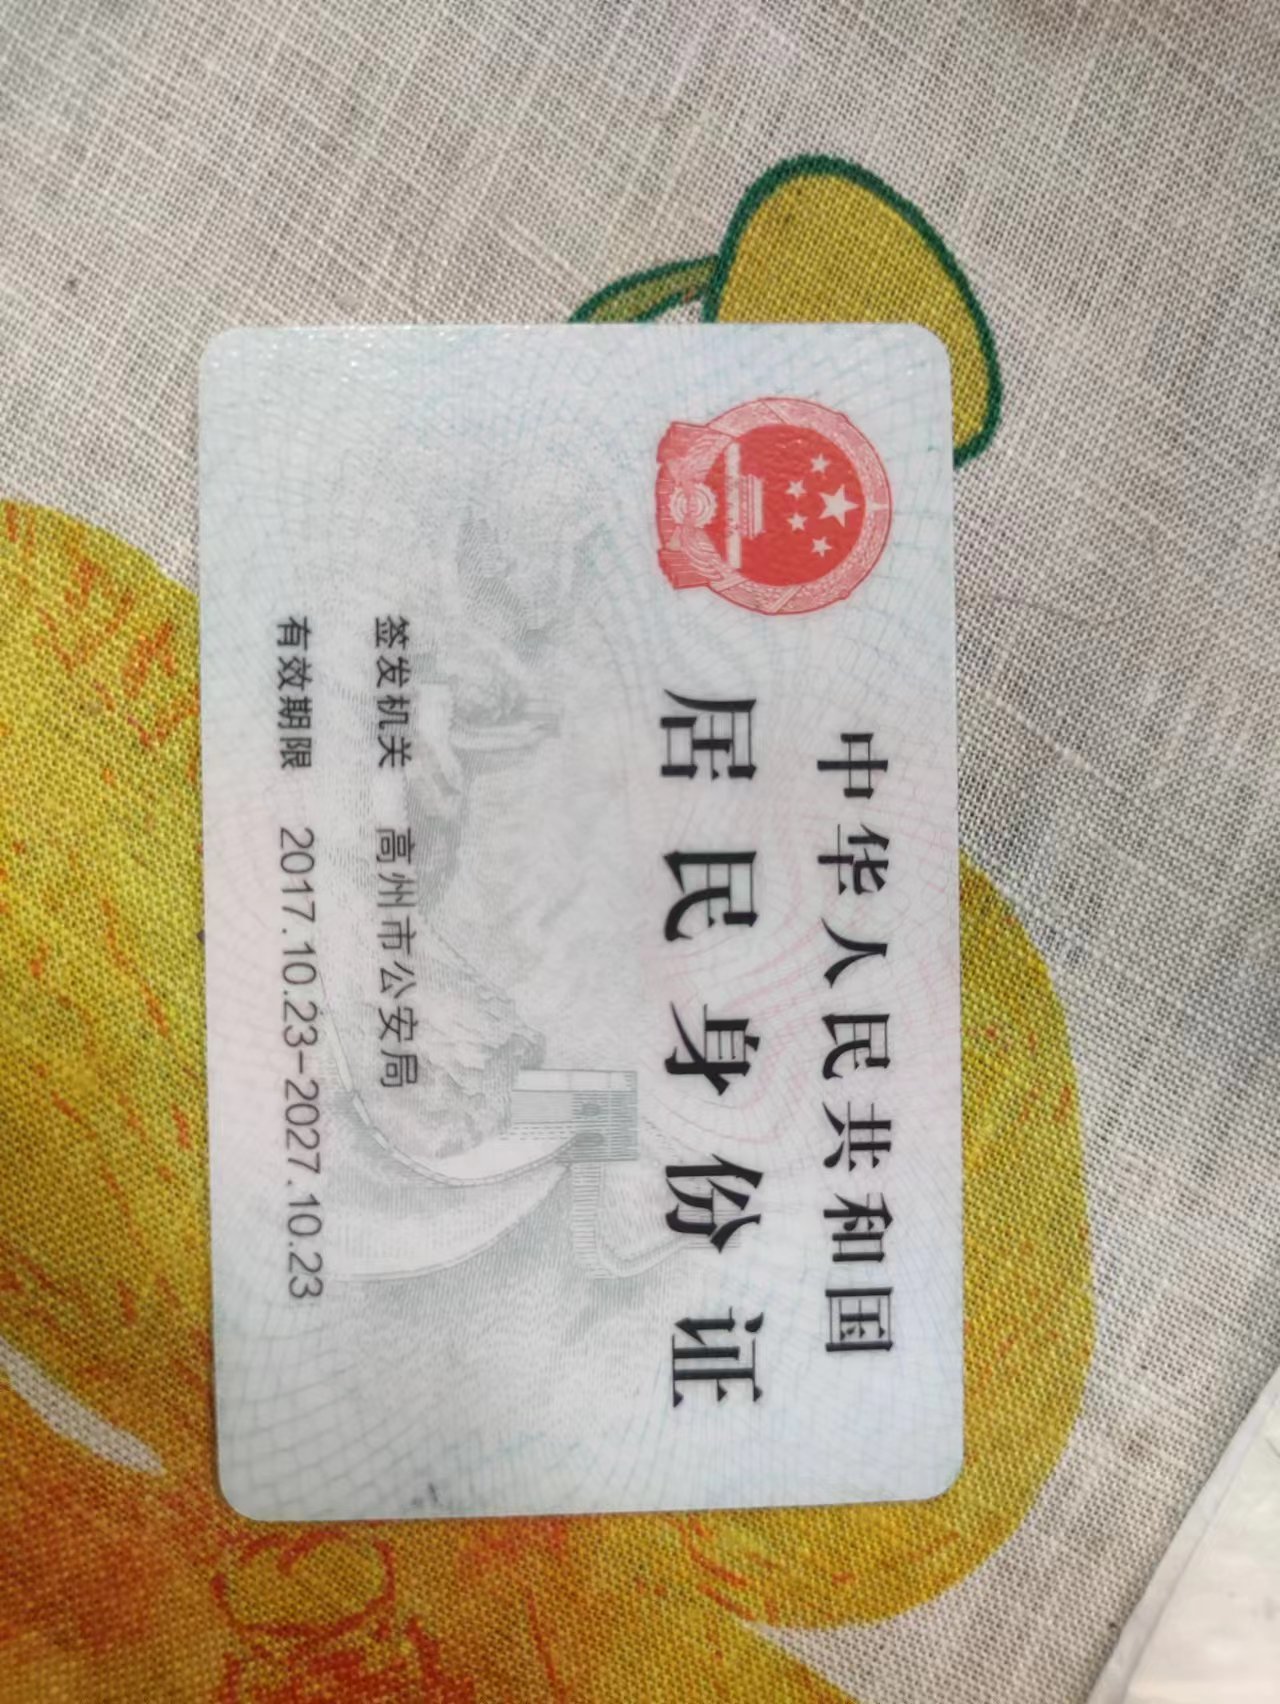 中华人民共和国
居民身份证
签发机关 高州市公安局
有效期限 2017.10.23-2027.10.23